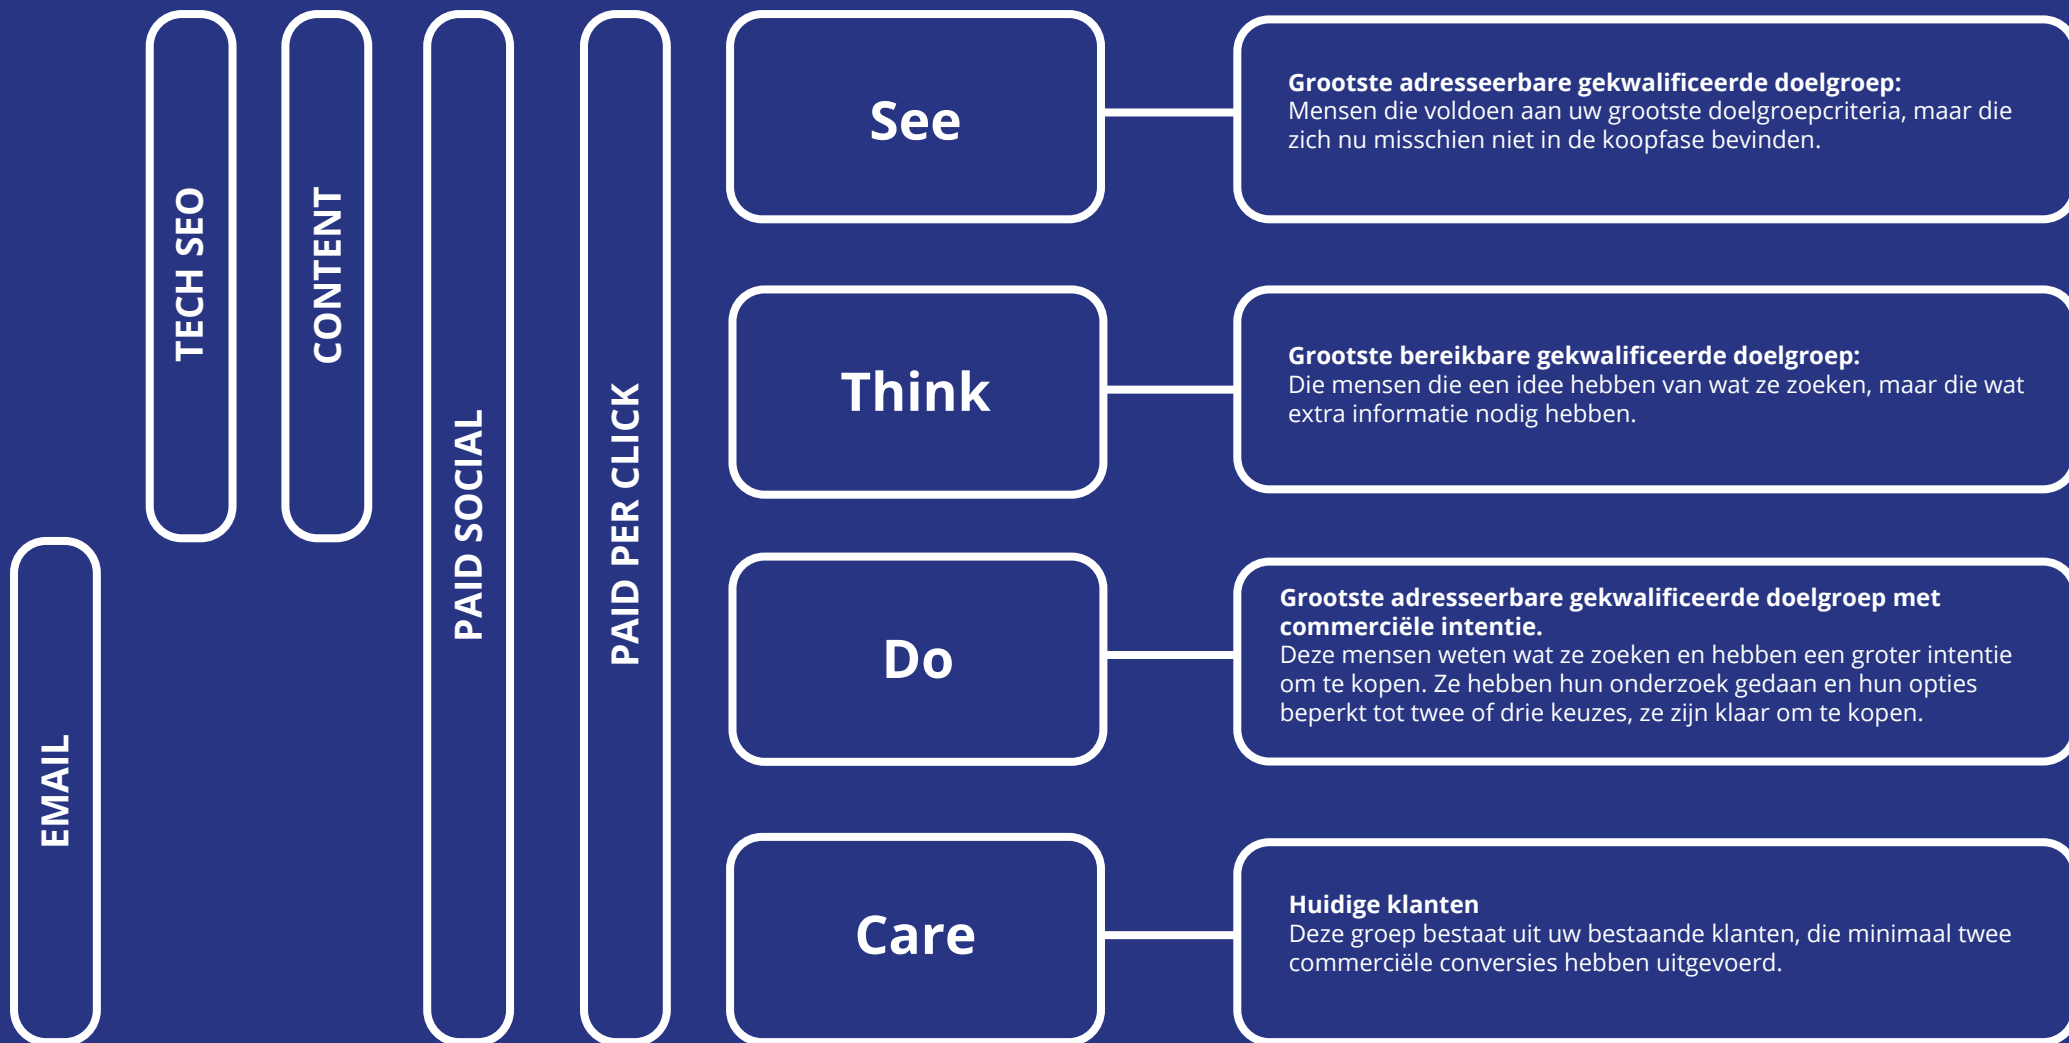 EMAIL
TECH SEO
CONTENT
PAID SOCIAL
PAID PER CLICK
See
Grootste adresseerbare gekwalificeerde doelgroep:
Mensen die voldoen aan uw grootste doelgroepcriteria, maar die
zich nu misschien niet in de koopfase bevinden.
Think
Grootste bereikbare gekwalificeerde doelgroep:
Die mensen die een idee hebben van wat ze zoeken, maar die wat
extra informatie nodig hebben.
Do
Grootste adresseerbare gekwalificeerde doelgroep met
commerciële intentie.
Deze mensen weten wat ze zoeken en hebben een groter intentie
om te kopen. Ze hebben hun onderzoek gedaan en hun opties
beperkt tot twee of drie keuzes, ze zijn klaar om te kopen.
Care
Huidige klanten
Deze groep bestaat uit uw bestaande klanten, die minimaal twee
commerciële conversies hebben uitgevoerd.